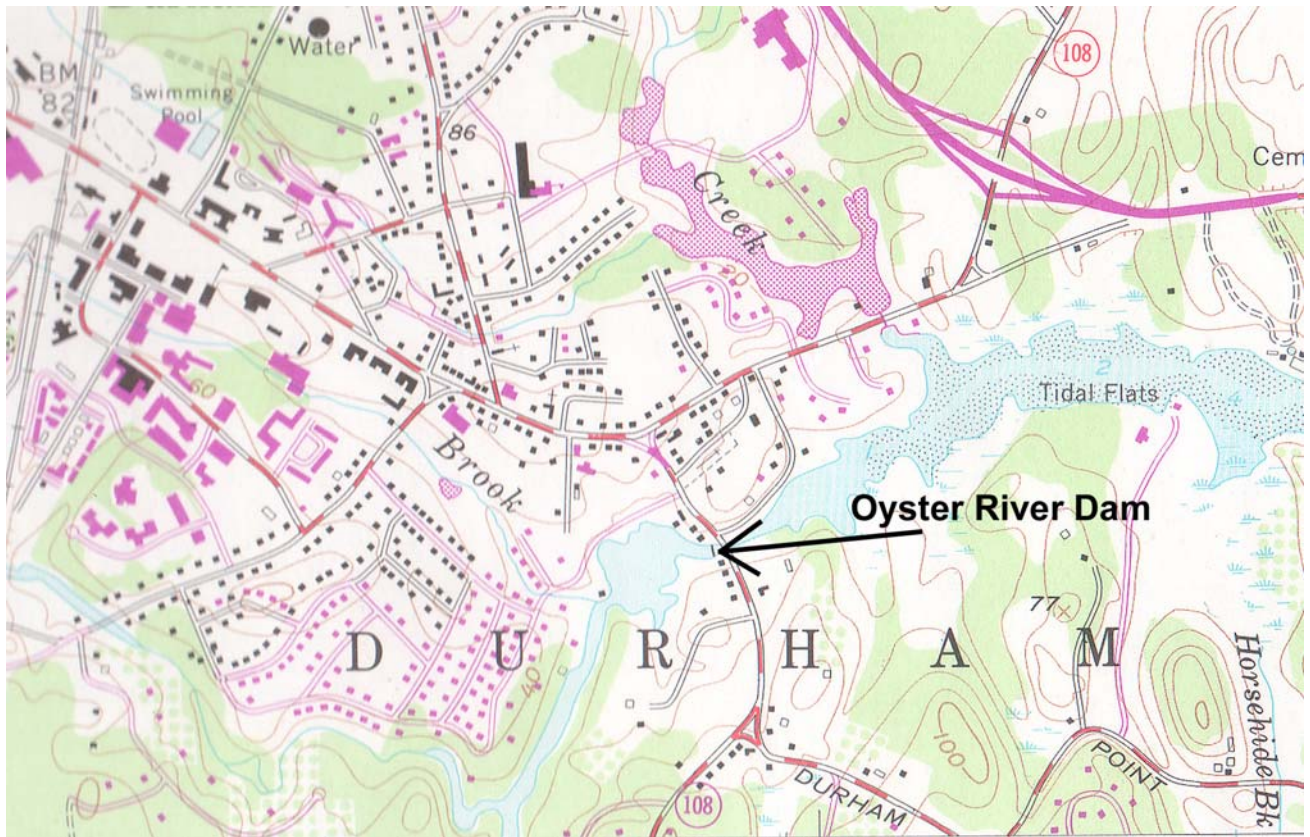 Water
108
BM
82
Swimming
Pool
86
Cem
Creek
20
2
Tidal Flats
4
60
Brook
1
Oyster River Dam
77
D U R H A M
40
Horsehide Bk
100
POINT
DURHAM
108